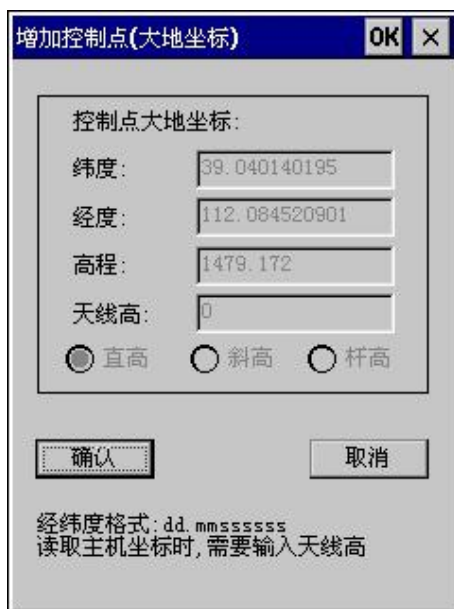 增加控制点(大地坐标) OK ×
控制点大地坐标:
纬度: 39.040140195
经度: 112.084520901
高程: 1479.172
天线高: 0
直高 斜高 杆高
确认 取消
经纬度格式:dd.mmssssss
读取主机坐标时,需要输入天线高